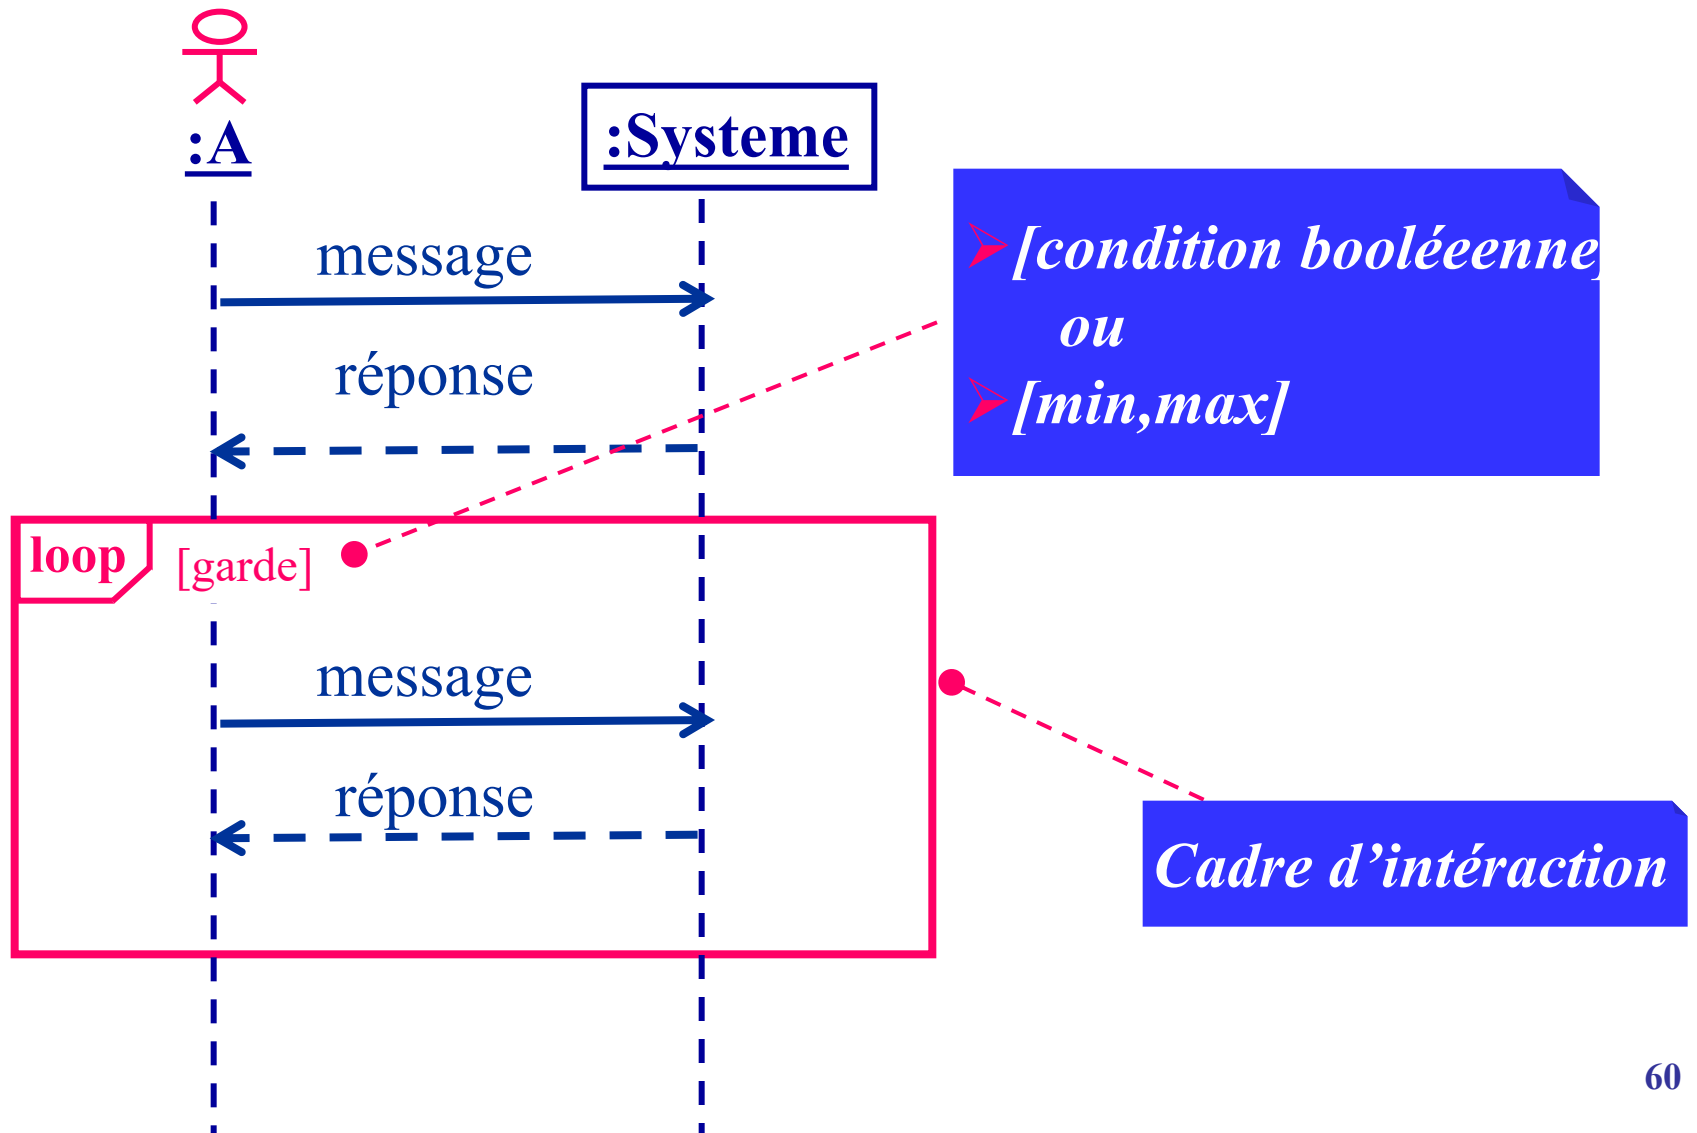 :A
:Systeme
message
➢[condition booléeenne]
ou
réponse
➢[min,max]
loop
[garde]
message
réponse
Cadre d’intéraction
60